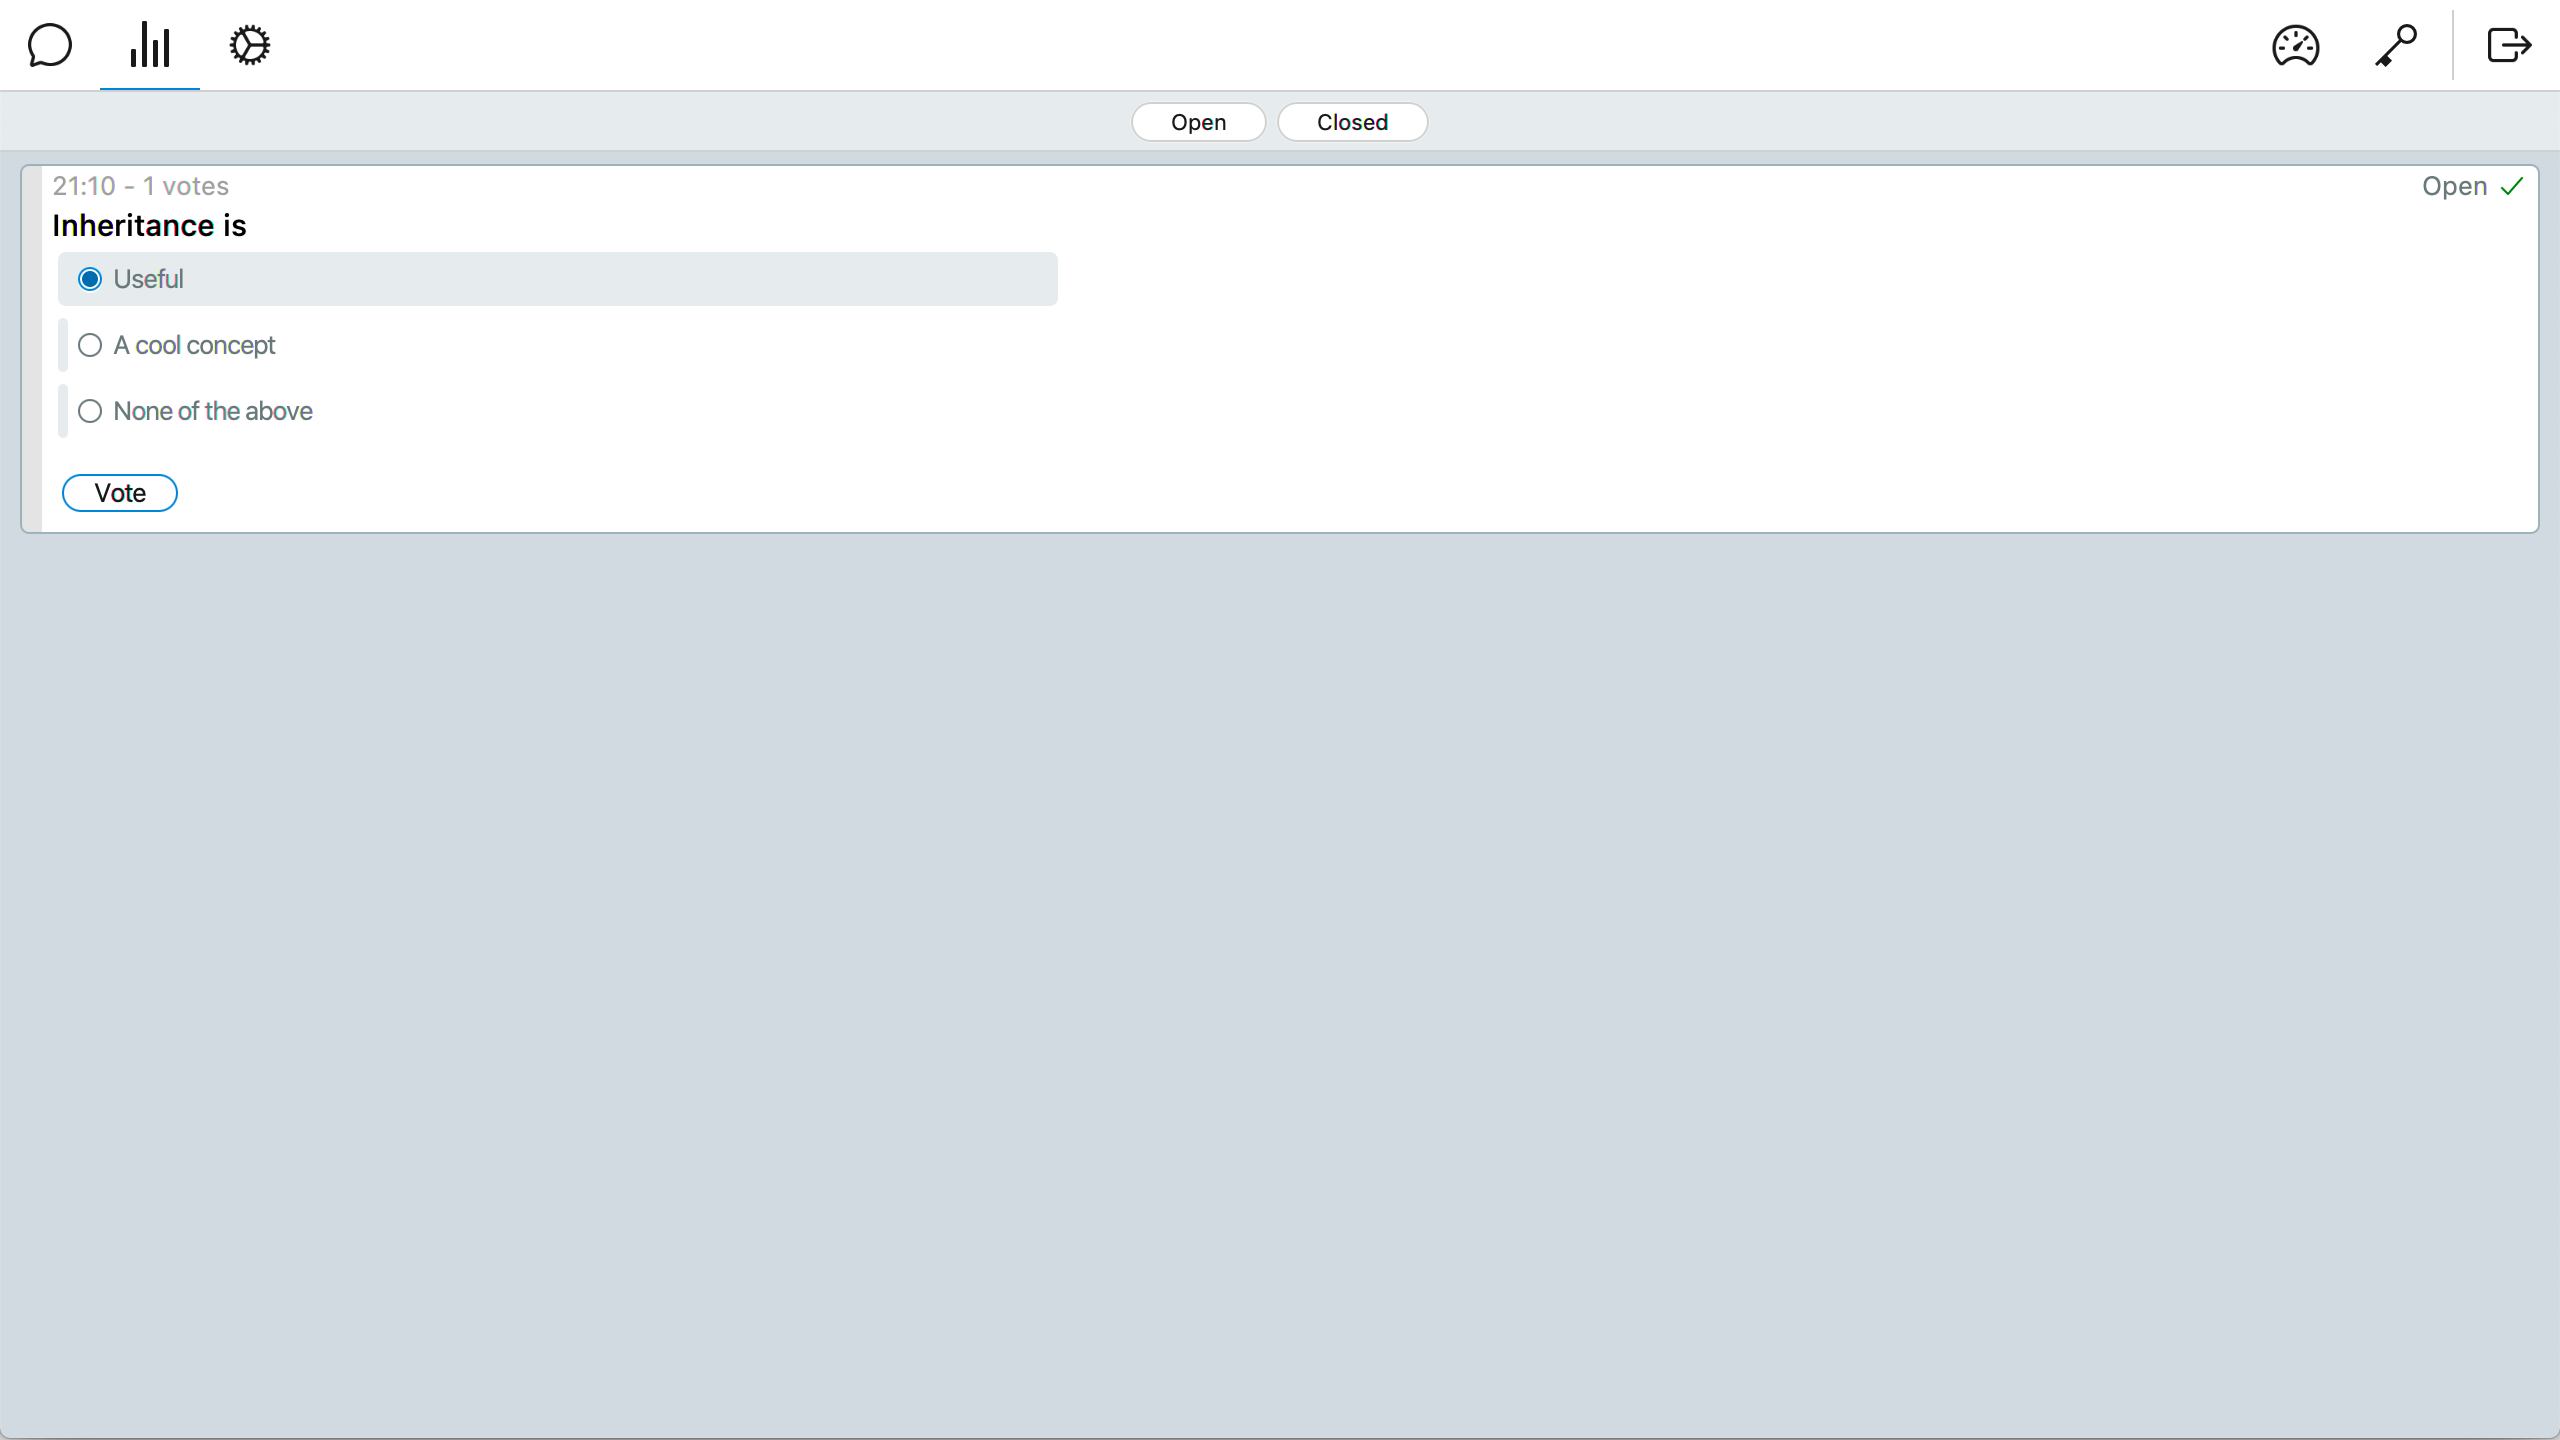 Open Closed
21:10 - 1 votes Open
Inheritance is
Useful
A cool concept
None of the above
Vote